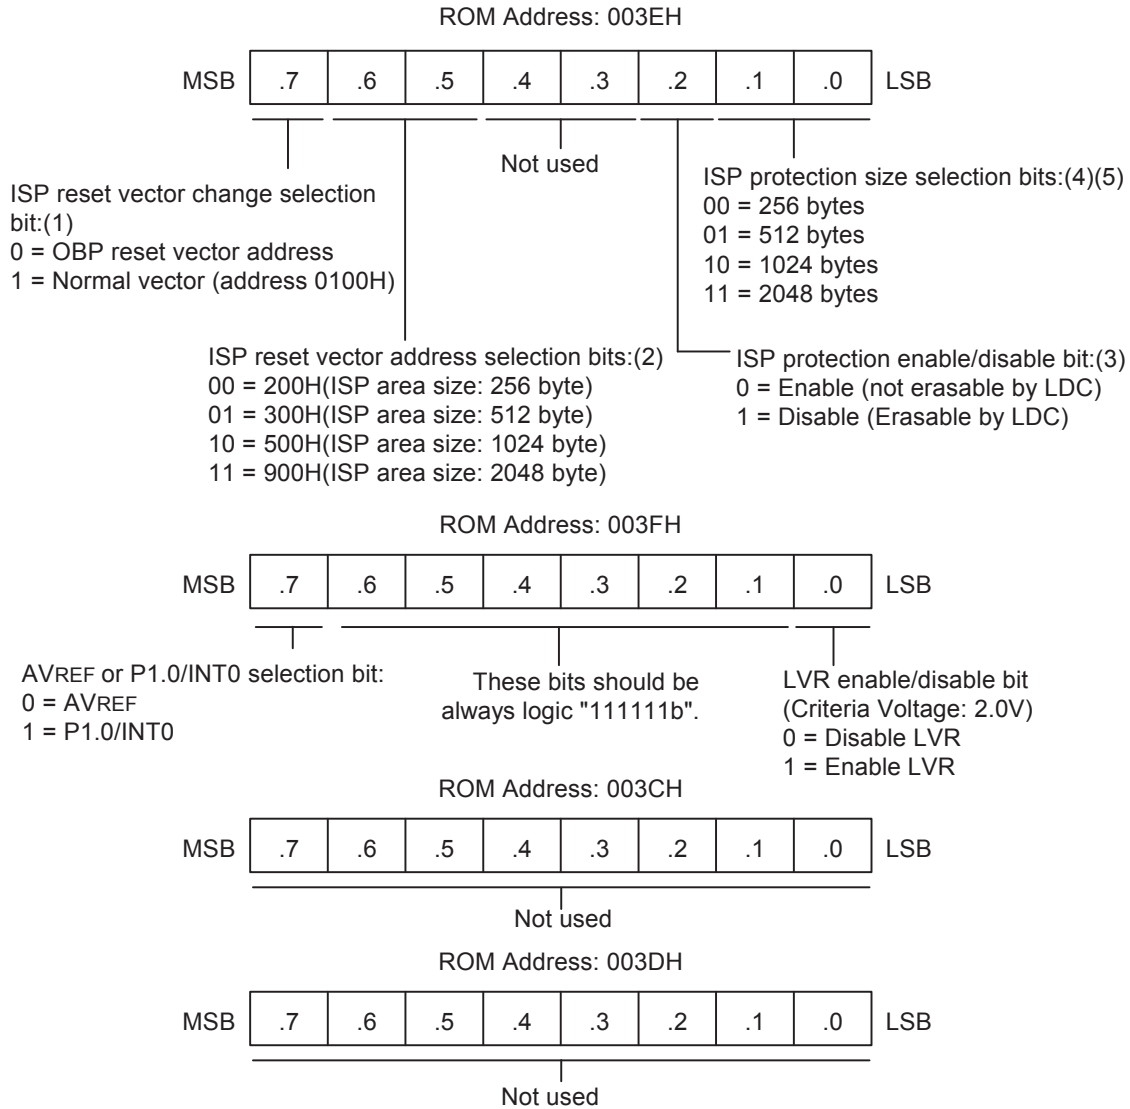 ROM Address: 003EH
MSB .7 .6 .5 .4 .3 .2 .1 .0 LSB
Not used
ISP reset vector change selection
bit:(1)
0 = OBP reset vector address
1 = Normal vector (address 0100H)
ISP protection size selection bits:(4)(5)
00 = 256 bytes
01 = 512 bytes
10 = 1024 bytes
11 = 2048 bytes
ISP reset vector address selection bits:(2)
00 = 200H(ISP area size: 256 byte)
01 = 300H(ISP area size: 512 byte)
10 = 500H(ISP area size: 1024 byte)
11 = 900H(ISP area size: 2048 byte)
ISP protection enable/disable bit:(3)
0 = Enable (not erasable by LDC)
1 = Disable (Erasable by LDC)
ROM Address: 003FH
MSB .7 .6 .5 .4 .3 .2 .1 .0 LSB
AVREF or P1.0/INT0 selection bit:
0 = AVREF
1 = P1.0/INT0
These bits should be
always logic "111111b".
LVR enable/disable bit
(Criteria Voltage: 2.0V)
0 = Disable LVR
1 = Enable LVR
ROM Address: 003CH
MSB .7 .6 .5 .4 .3 .2 .1 .0 LSB
Not used
ROM Address: 003DH
MSB .7 .6 .5 .4 .3 .2 .1 .0 LSB
Not used